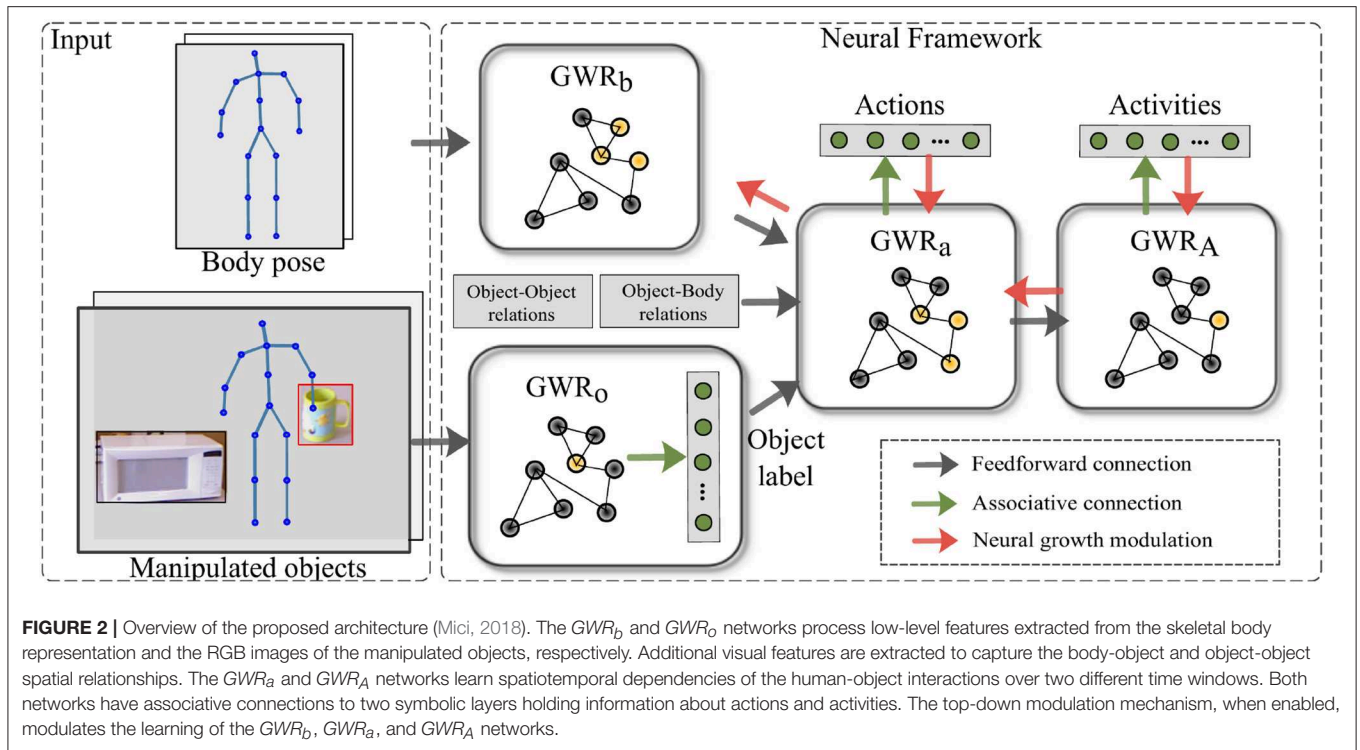 Input
Neural Framework
GWRb
Actions
Activities
Body pose
GWRa
GWRA
Object-Object
relations
Object-Body
relations
GWRo
Object
label
Manipulated objects
Feedforward connection
Associative connection
Neural growth modulation
FIGURE 2 | Overview of the proposed architecture (Mici, 2018). The GWRb and GWRo networks process low-level features extracted from the skeletal body
representation and the RGB images of the manipulated objects, respectively. Additional visual features are extracted to capture the body-object and object-object
spatial relationships. The GWRa and GWRA networks learn spatiotemporal dependencies of the human-object interactions over two different time windows. Both
networks have associative connections to two symbolic layers holding information about actions and activities. The top-down modulation mechanism, when enabled,
modulates the learning of the GWRb, GWRa, and GWRA networks.